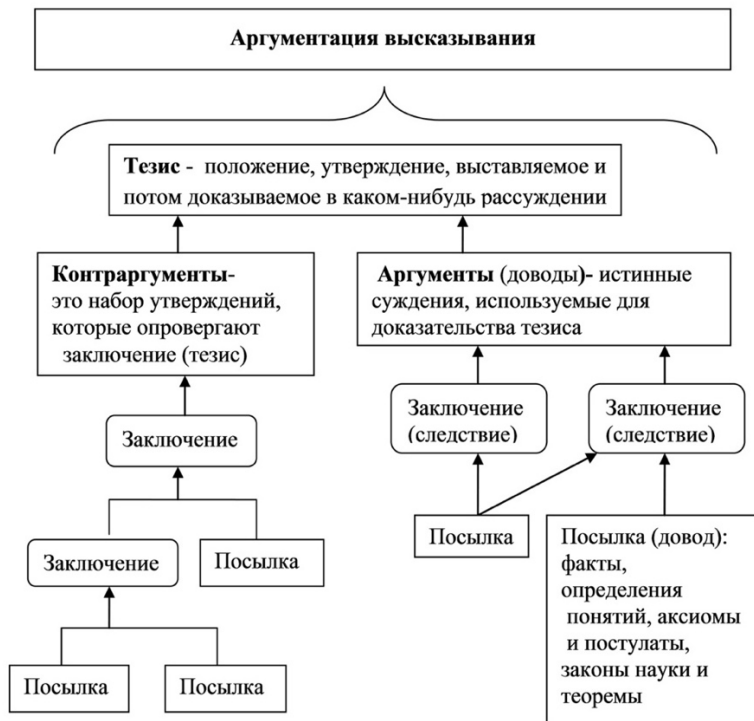 Аргументация высказывания
Тезис - положение, утверждение, выставляемое и
потом доказываемое в каком-нибудь рассуждении
Контраргументы-
это набор утверждений,
которые опровергают
заключение (тезис)
Аргументы (доводы)- истинные
суждения, используемые для
доказательства тезиса
Заключение
Заключение
(следствие)
Заключение
(следствие)
Заключение
Посылка
Посылка
Посылка (довод):
факты,
определения
понятий, аксиомы
и постулаты,
законы науки и
теоремы
Посылка
Посылка